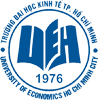 TRƯỜNG ĐẠI HỌC KINH TẾ TP. HỒ CHÍ MINH
UEH
1976
UNIVERSITY OF ECONOMICS HO CHI MINH CITY